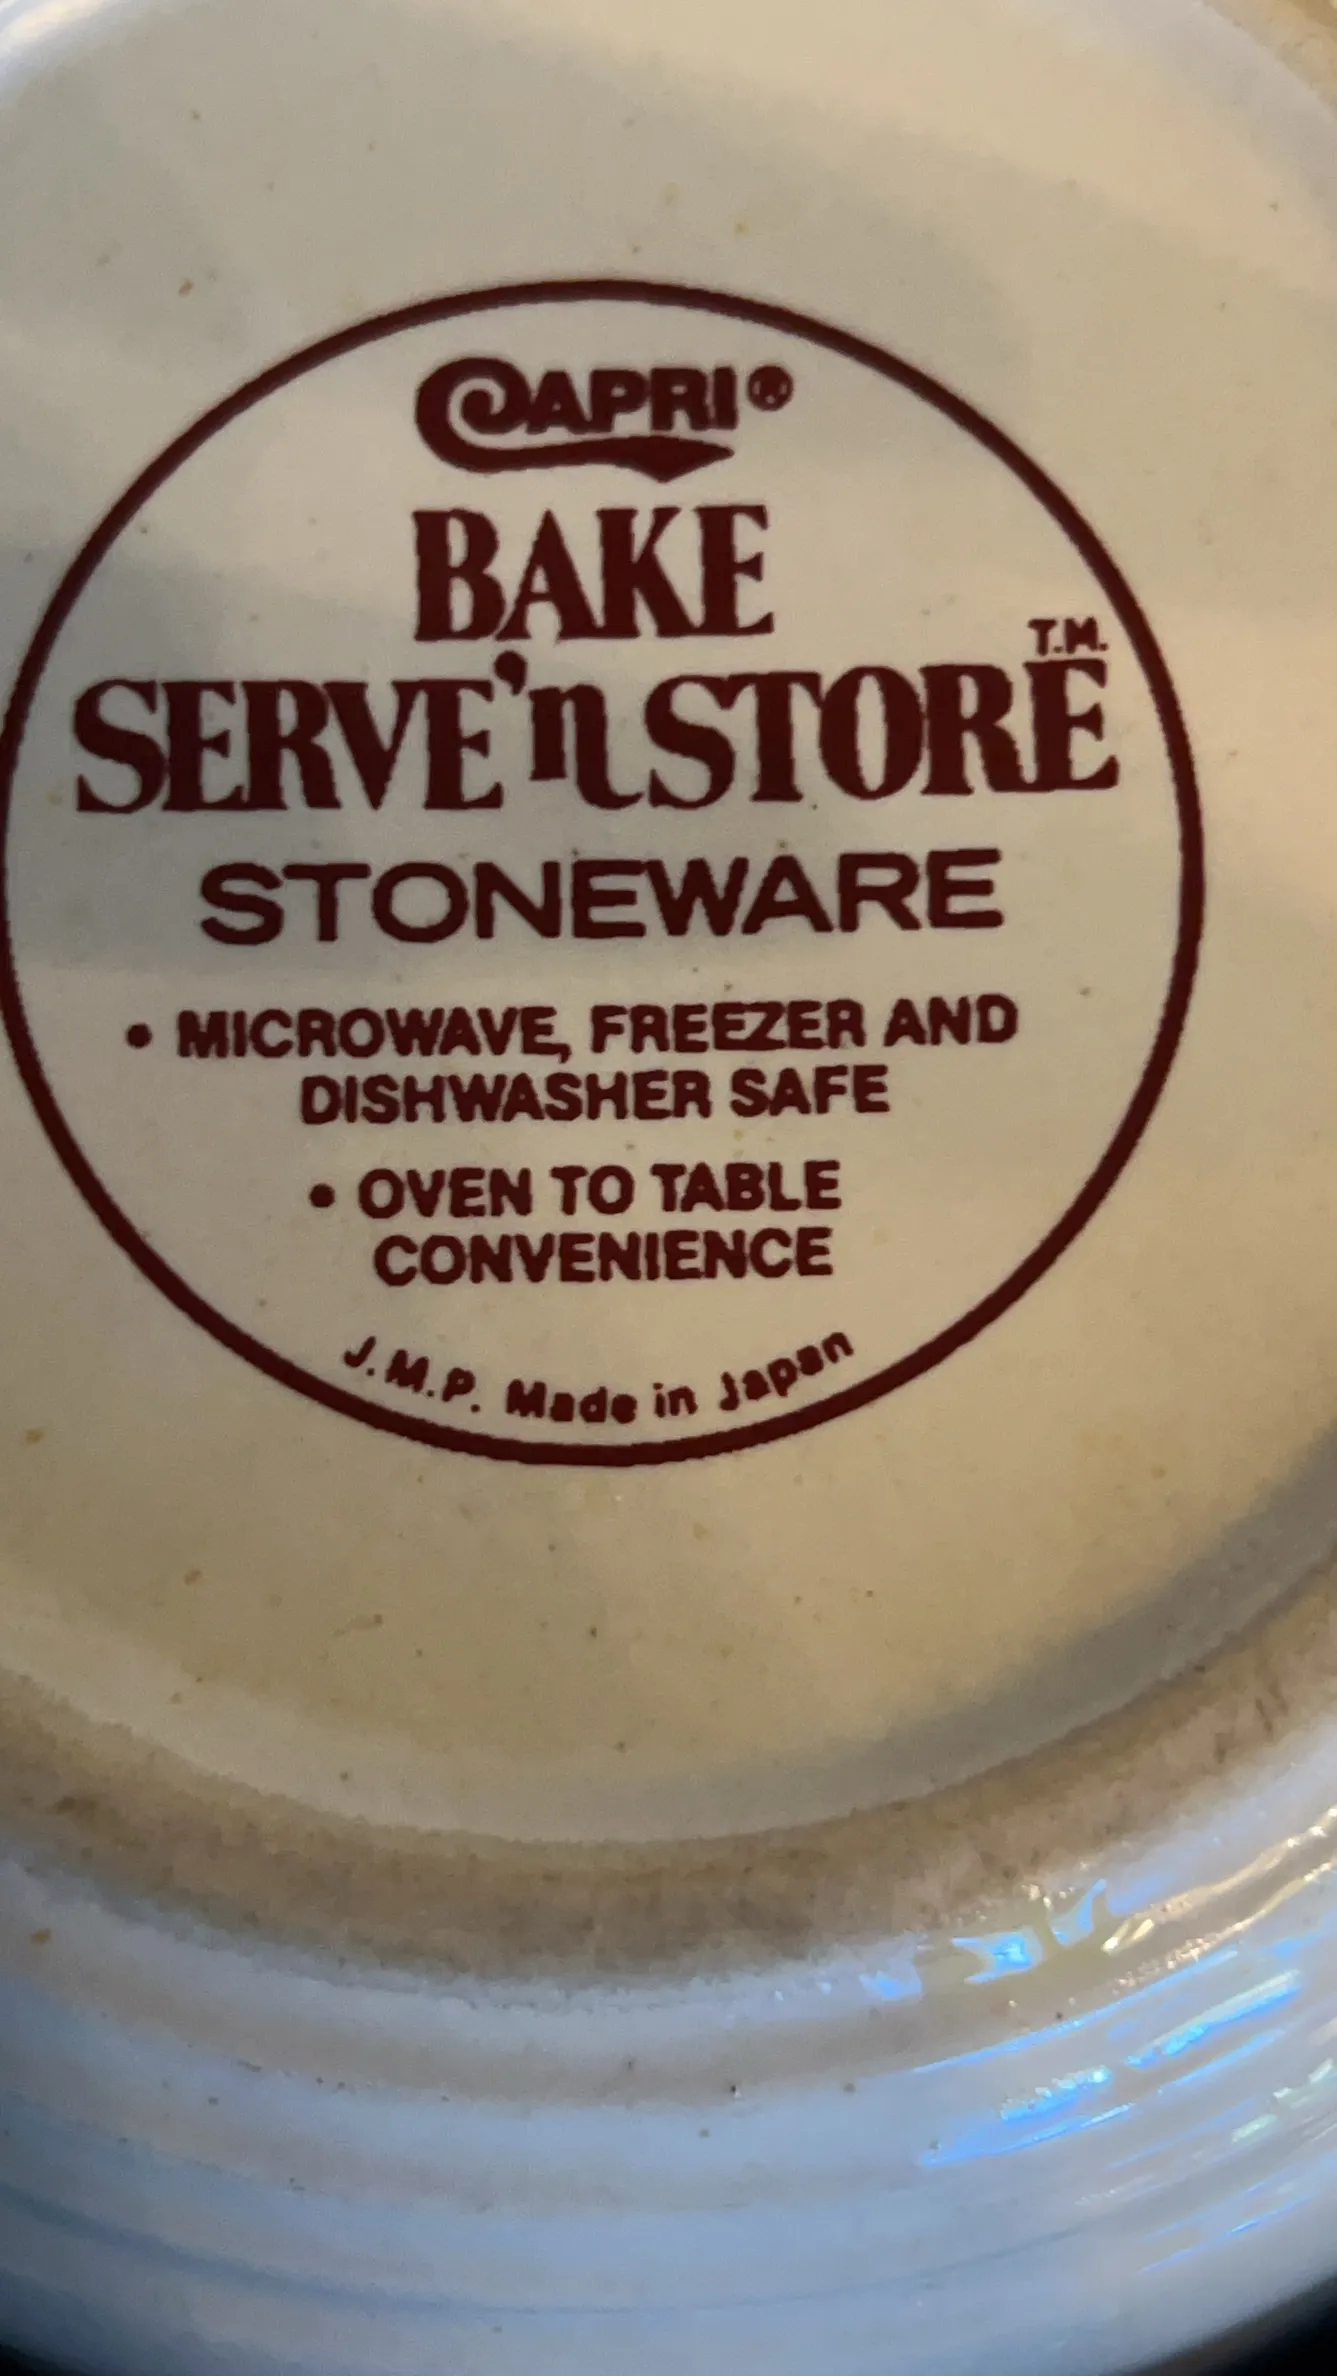 CAPRI®
BAKE
SERVE'n STORE T.M.
STONEWARE
• MICROWAVE, FREEZER AND
DISHWASHER SAFE
• OVEN TO TABLE
CONVENIENCE
J.M.P. Made in Japan